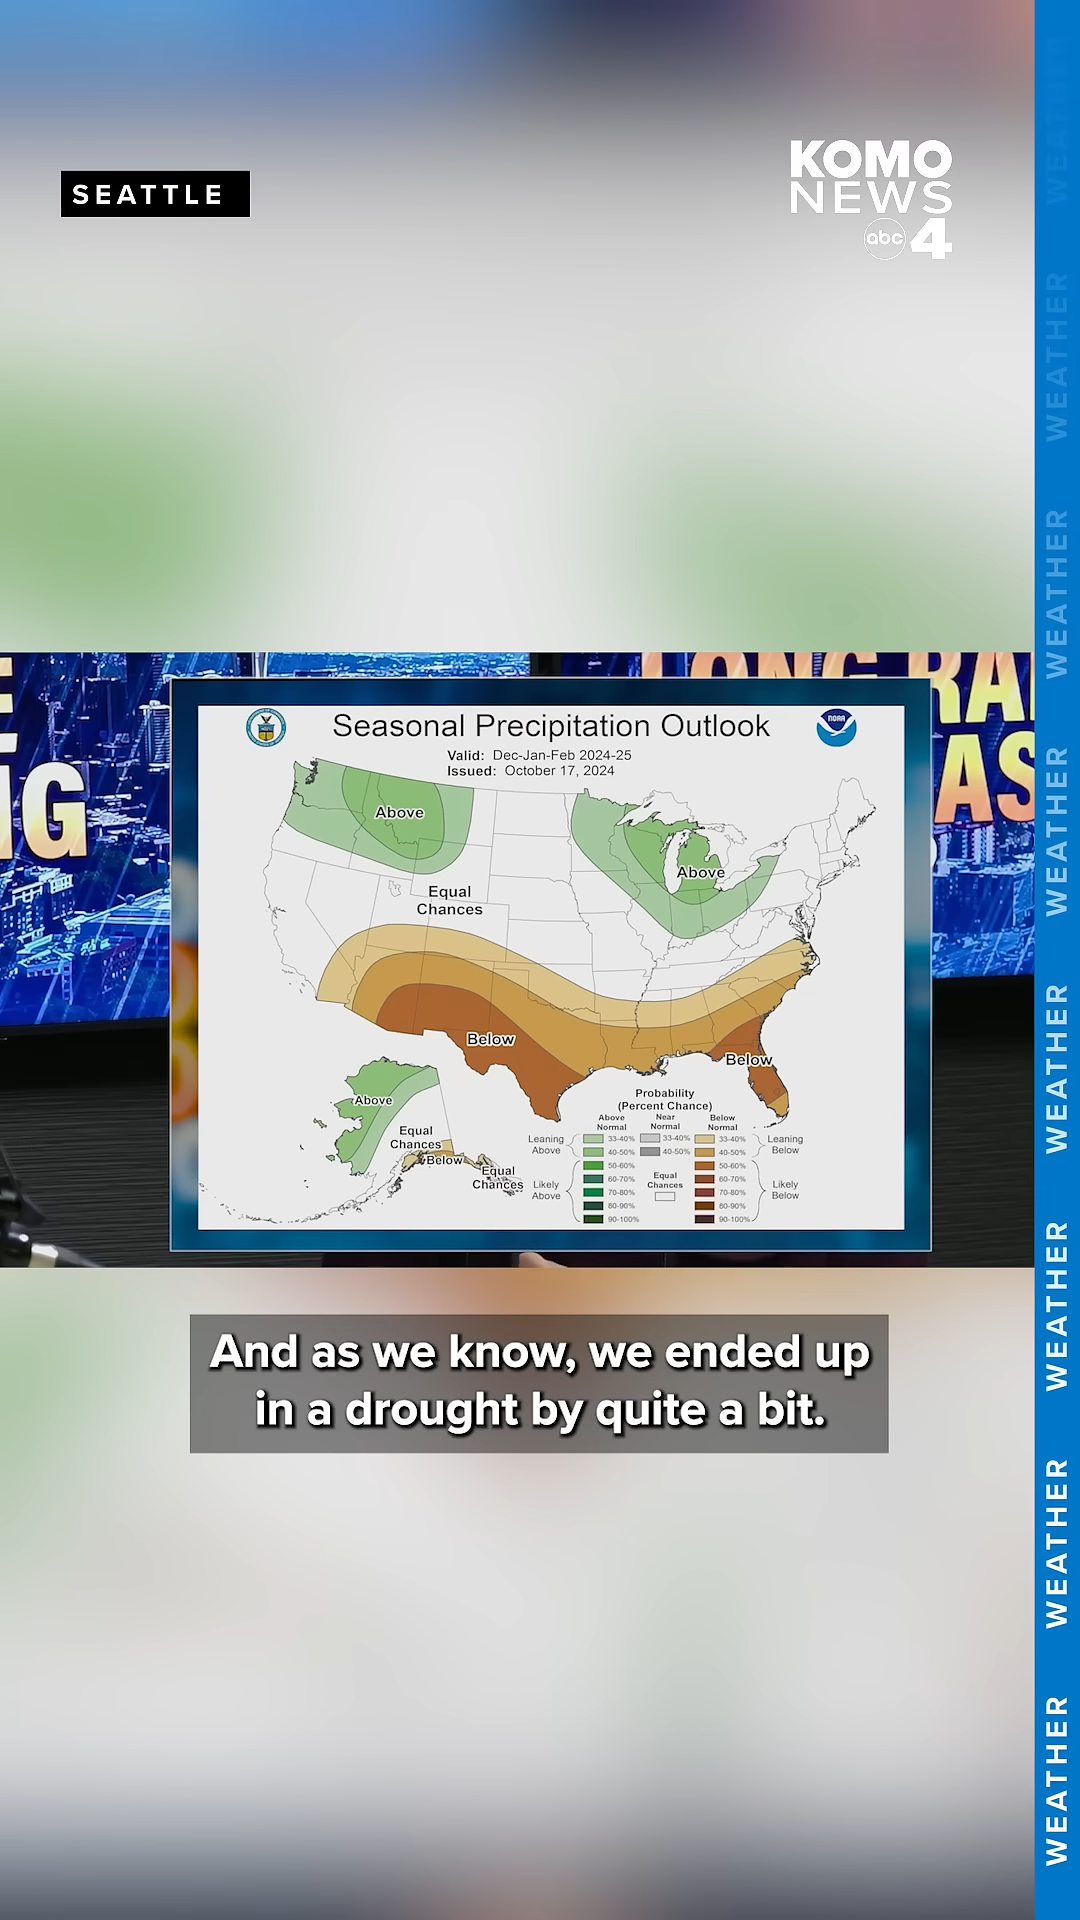 KOMO
NEWS
abc 4
SEATTLE
WEATHER
WEATHER
WEATHER
WEATHER
WEATHER
WEATHER
WEATHER
WEATHER
LONG RA
AS
G
Seasonal Precipitation Outlook
NOAA
Valid: Dec-Jan-Feb 2024-25
Issued: October 17, 2024
Above
Above
Equal
Chances
Below
Below
Above
Equal
Chances
Below
Equal
Chances
Probability
(Percent Chance)
Above
Normal
Near
Normal
Below
Normal
Leaning
Above
33-40%
33-40%
33-40%
Leaning
Below
40-50%
40-50%
40-50%
Likely
Above
50-60%
50-60%
Likely
Below
60-70%
Equal
Chances
60-70%
70-80%
70-80%
80-90%
80-90%
90-100%
90-100%
And as we know, we ended up
in a drought by quite a bit.